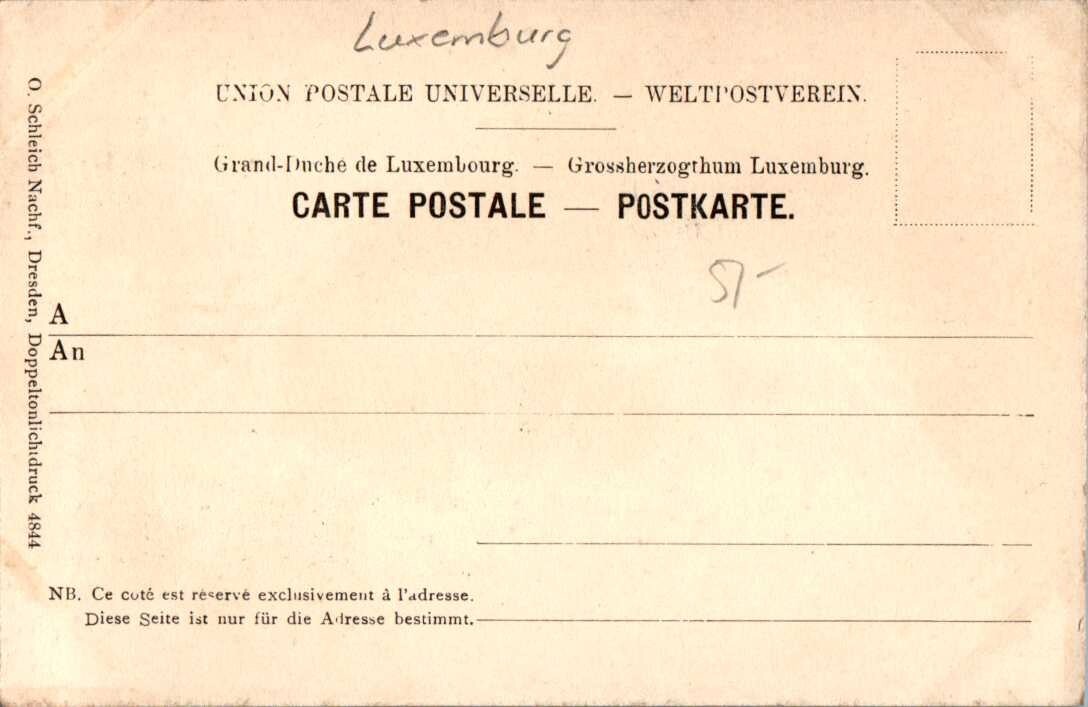 Luxemburg
UNION POSTALE UNIVERSELLE. — WELTPOSTVEREIN.
Grand-Duché de Luxembourg. — Grossherzogthum Luxemburg.
CARTE POSTALE — POSTKARTE.
5/-
A
An
NB. Ce coté est réservé exclusivement à l'adresse.
Diese Seite ist nur für die Adresse bestimmt.
O. Schleich Nachf., Dresden, Doppeltonlichtdruck 4844